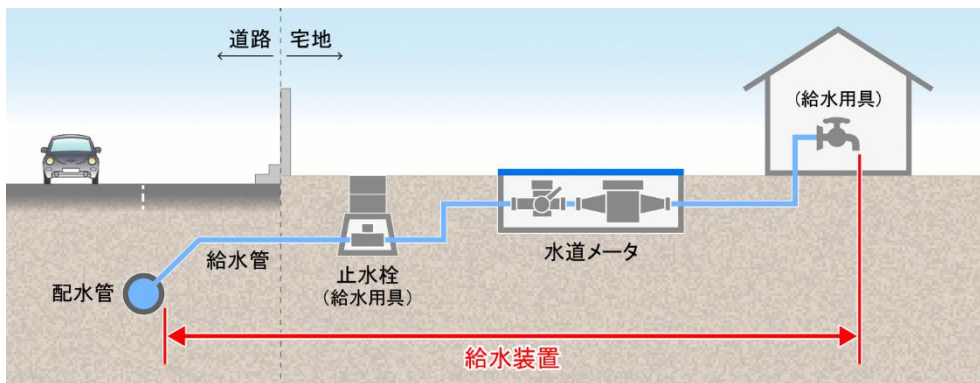 道路 宅地
(給水用具)
給水管
水道メータ
止水栓
(給水用具)
配水管
給水装置